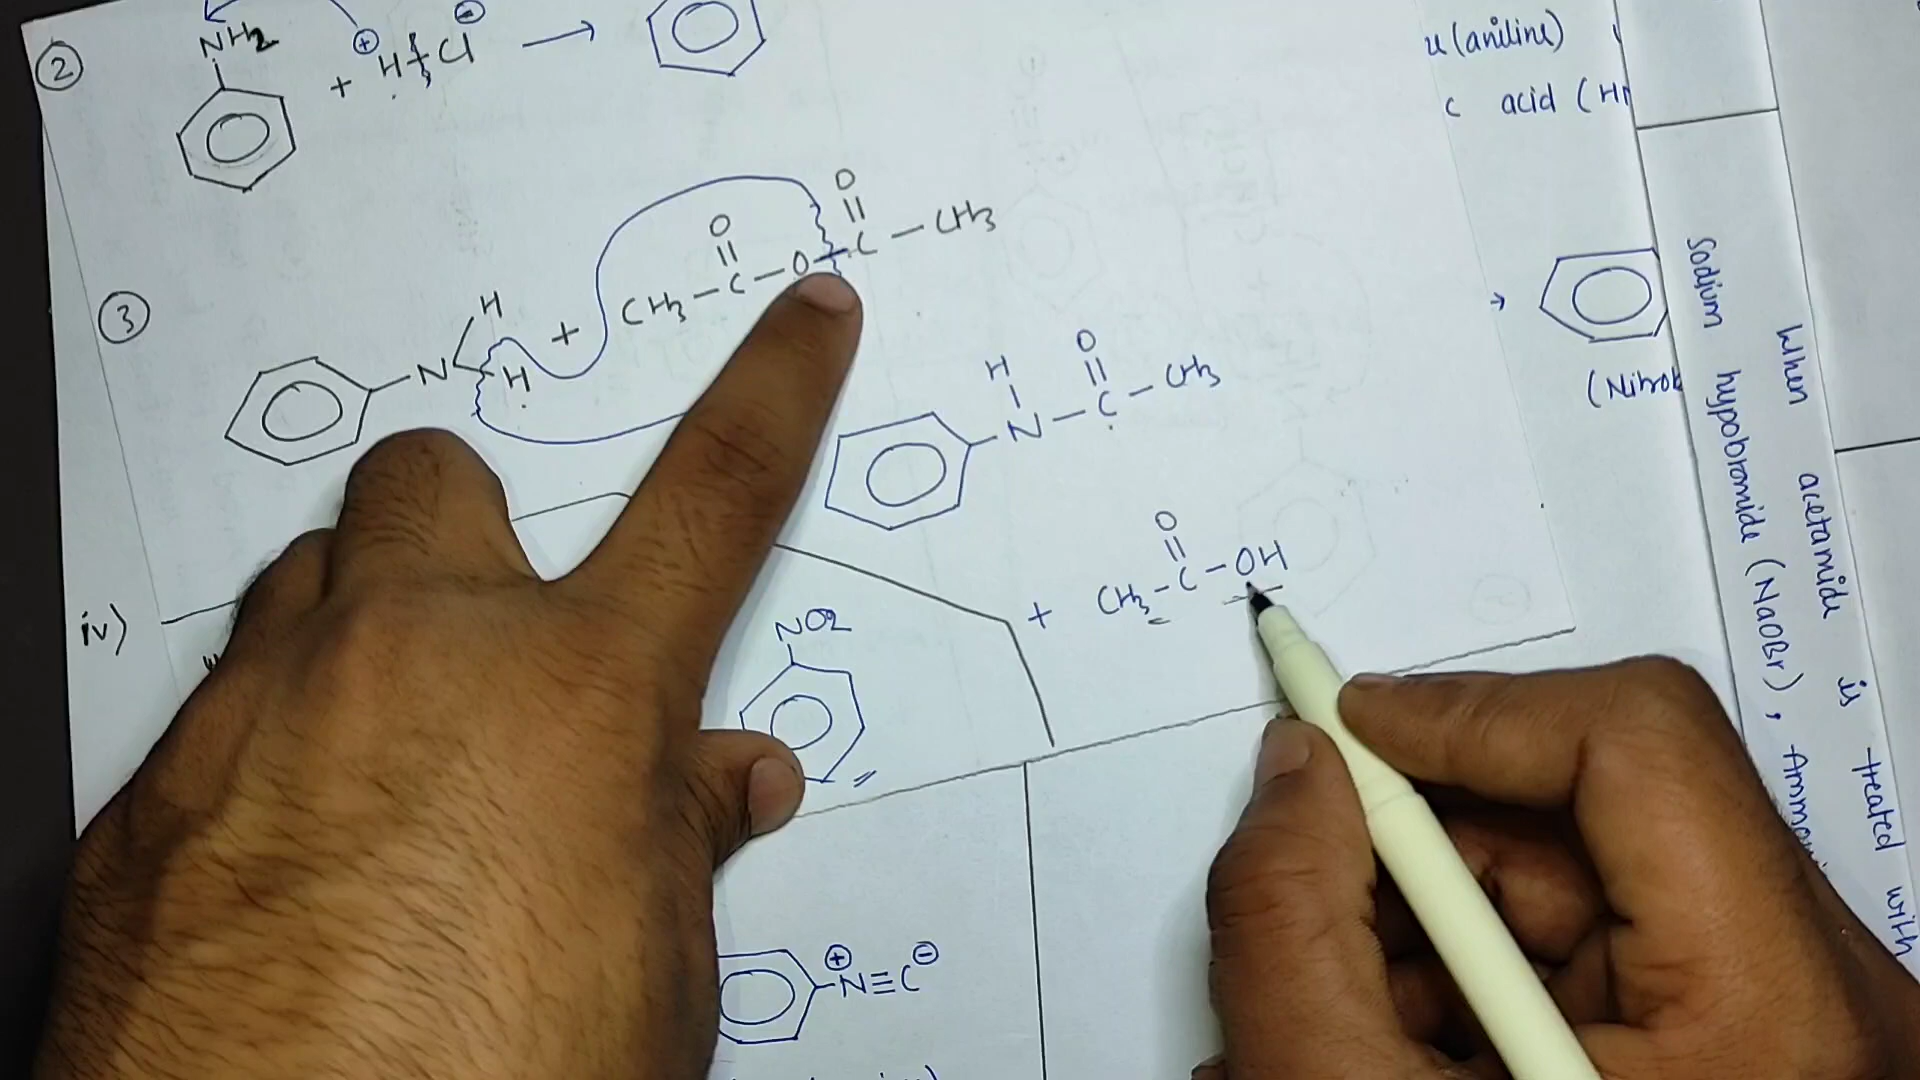 2
NH2
+ H Cl
u (aniline)
c acid (H
3
O
CH3 - C - O - C - CH3
O
H
N
H
+
H
N - C - CH3
O
+ CH3 - C - OH
O
iv)
NO2
N≡C
(Nitrob
When acetamide is treated with
sodium hypobromide (NaOBr), Ammoni